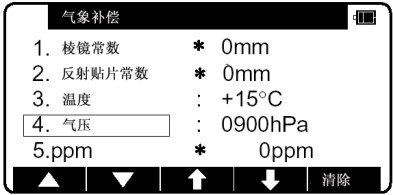 气象补偿
1. 棱镜常数 * 0mm
2. 反射贴片常数 * 0mm
3. 温度 : +15°C
4. 气压 : 0900hPa
5.ppm * 0ppm
清除